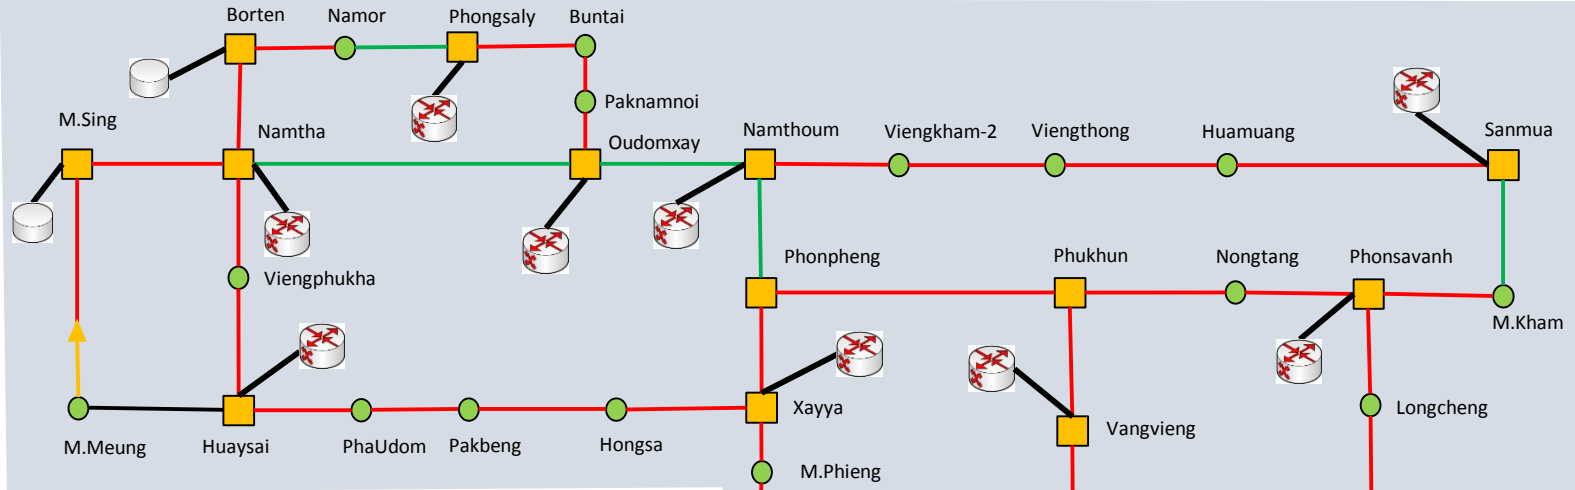 Borten
Namor
Phongsaly
Buntai
Paknamnoi
M.Sing
Namtha
Oudomxay
Namthoum
Viengkham-2
Viengthong
Huamuang
Sanmua
Phonpheng
Phukhun
Nongtang
Phonsavanh
Viengphukha
M.Kham
Xayya
Longcheng
Vangvieng
M.Meung
Huaysai
PhaUdom
Pakbeng
Hongsa
M.Phieng